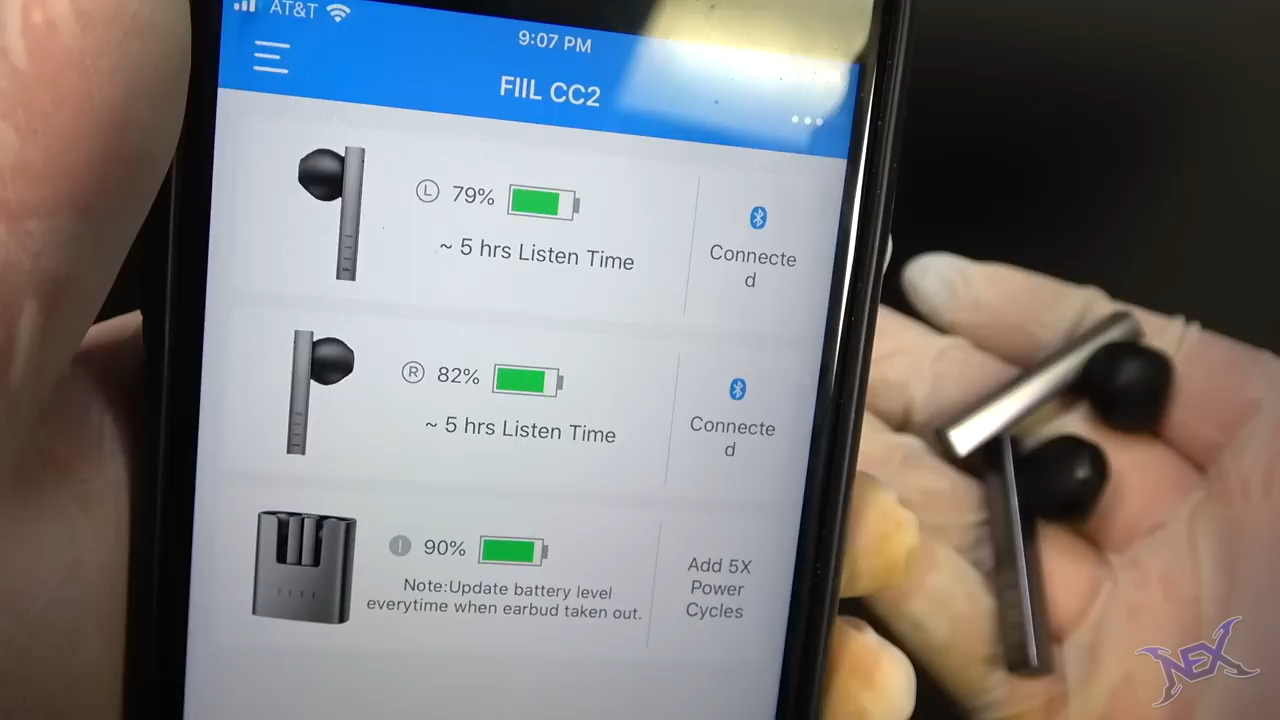 AT&T
9:07 PM
FIIL CC2
L 79%
~ 5 hrs Listen Time
Connecte
d
R 82%
~ 5 hrs Listen Time
Connecte
d
! 90%
Note:Update battery level
everytime when earbud taken out.
Add 5X
Power
Cycles
NEX